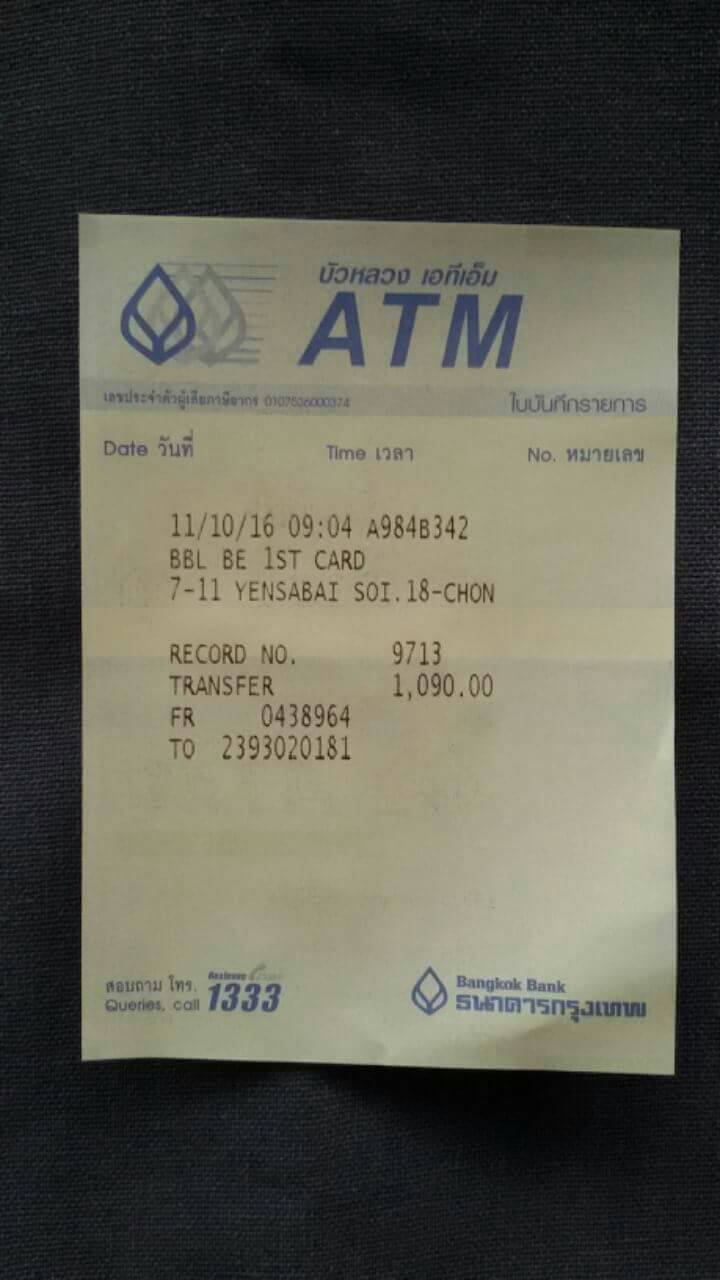 บัวหลวง เอทีเอ็ม
ATM
เลขประจำตัวผู้เสียภาษีอากร 0107536000374
ใบบันทึกรายการ
Date วันที่ Time เวลา No. หมายเลข
11/10/16 09:04 A984B342
BBL BE 1ST CARD
7-11 YENSABAI SOI.18-CHON
RECORD NO. 9713
TRANSFER 1,090.00
FR 0438964
TO 2393020181
สอบถาม โทร.
Queries, call 1333
Bangkok Bank
ธนาคารกรุงเทพ